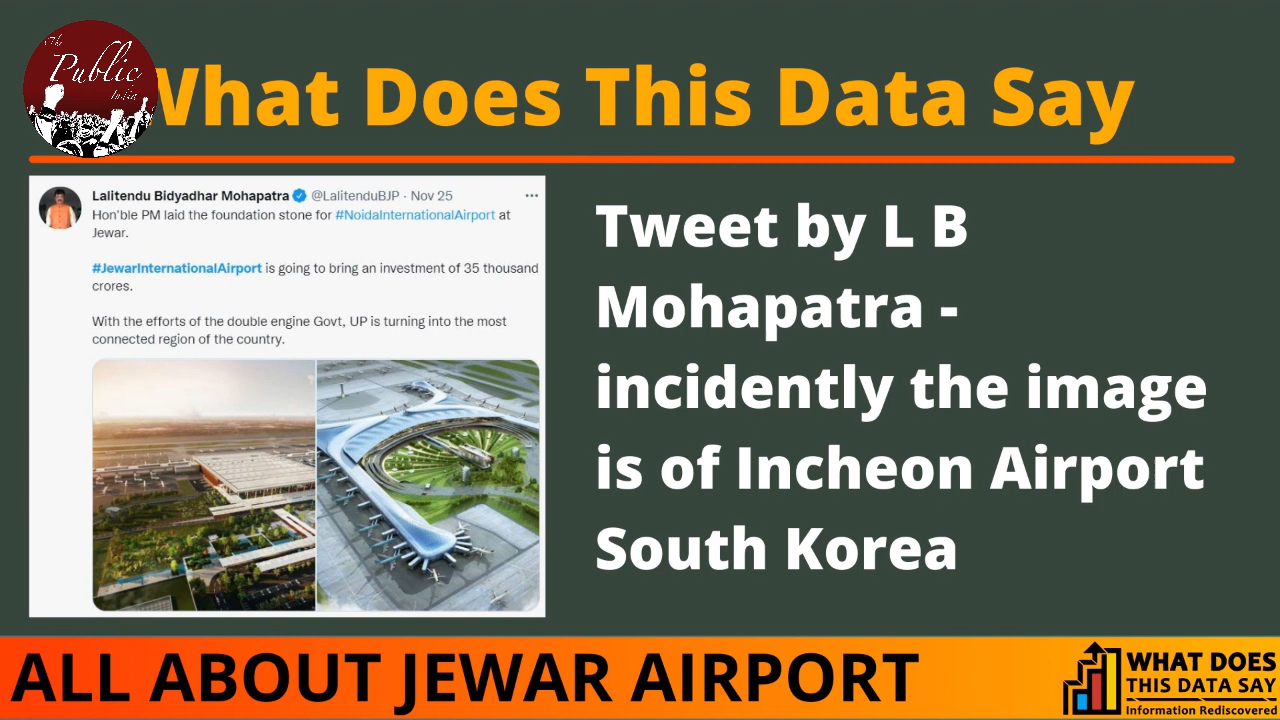 The
Public
India
What Does This Data Say
Lalitendu Bidyadhar Mohapatra @LalitenduBJP · Nov 25
Hon'ble PM laid the foundation stone for #NoidaInternationalAirport at
Jewar.
#JewarInternationalAirport is going to bring an investment of 35 thousand
crores.
With the efforts of the double engine Govt, UP is turning into the most
connected region of the country.
Tweet by L B
Mohapatra -
incidently the image
is of Incheon Airport
South Korea
ALL ABOUT JEWAR AIRPORT
WHAT DOES
THIS DATA SAY
Information Rediscovered